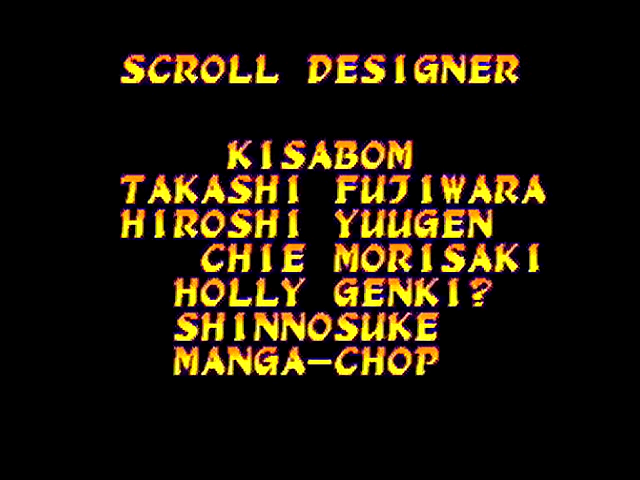 SCROLL DESIGNER
KISABOM
TAKASHI FUJIWARA
HIROSHI YUUGEN
CHIE MORISAKI
HOLLY GENKI?
SHINNOSUKE
MANGA-CHOP